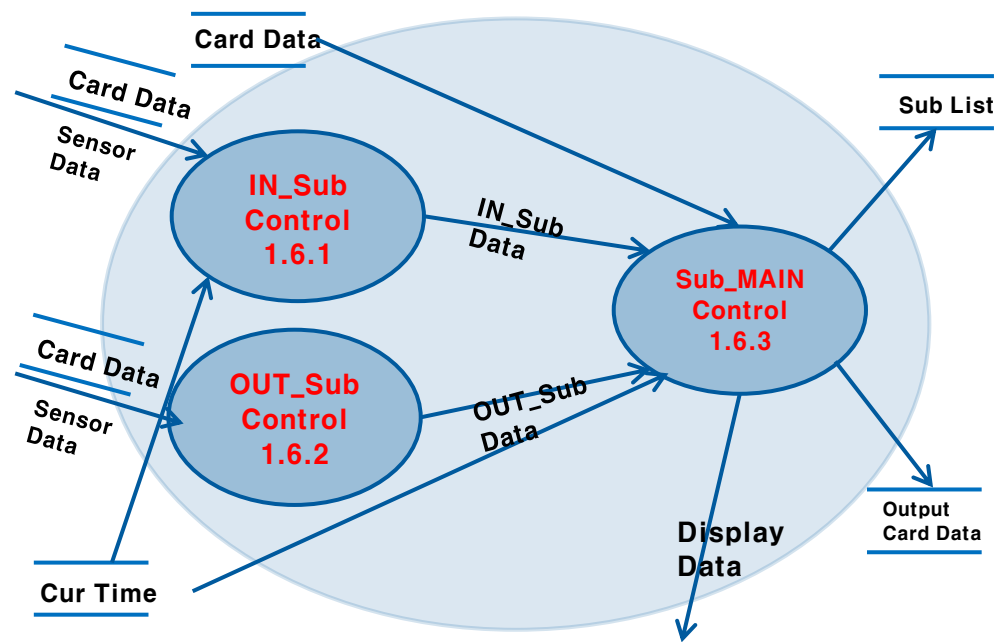 Card Data
Card Data
Sub List
Sensor
Data
IN_Sub
Control
1.6.1
IN_Sub
Data
Sub_MAIN
Control
1.6.3
Card Data
Sensor
Data
OUT_Sub
Control
1.6.2
OUT_Sub
Data
Output
Card Data
Display
Data
Cur Time